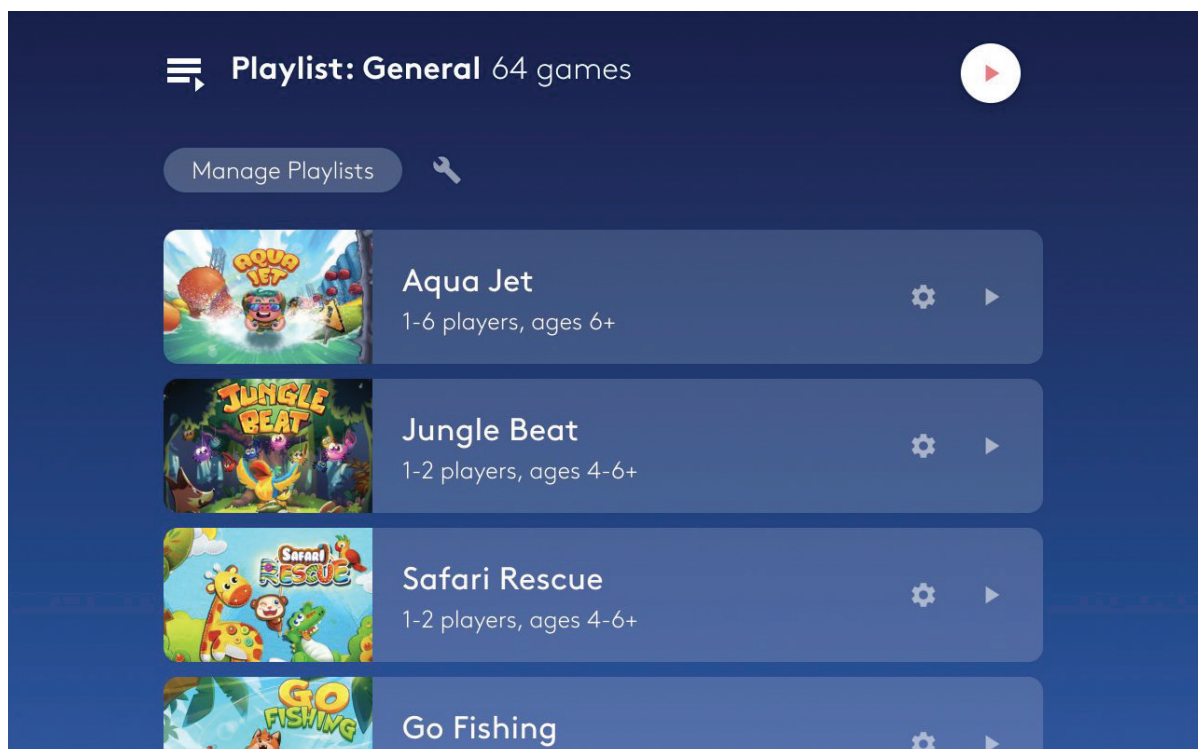 Playlist: General 64 games
Manage Playlists
AQUA
JET
Aqua Jet
1-6 players, ages 6+
JUNGLE
BEAT
Jungle Beat
1-2 players, ages 4-6+
SAFARI
RESCUE
Safari Rescue
1-2 players, ages 4-6+
GO
FISHING
Go Fishing